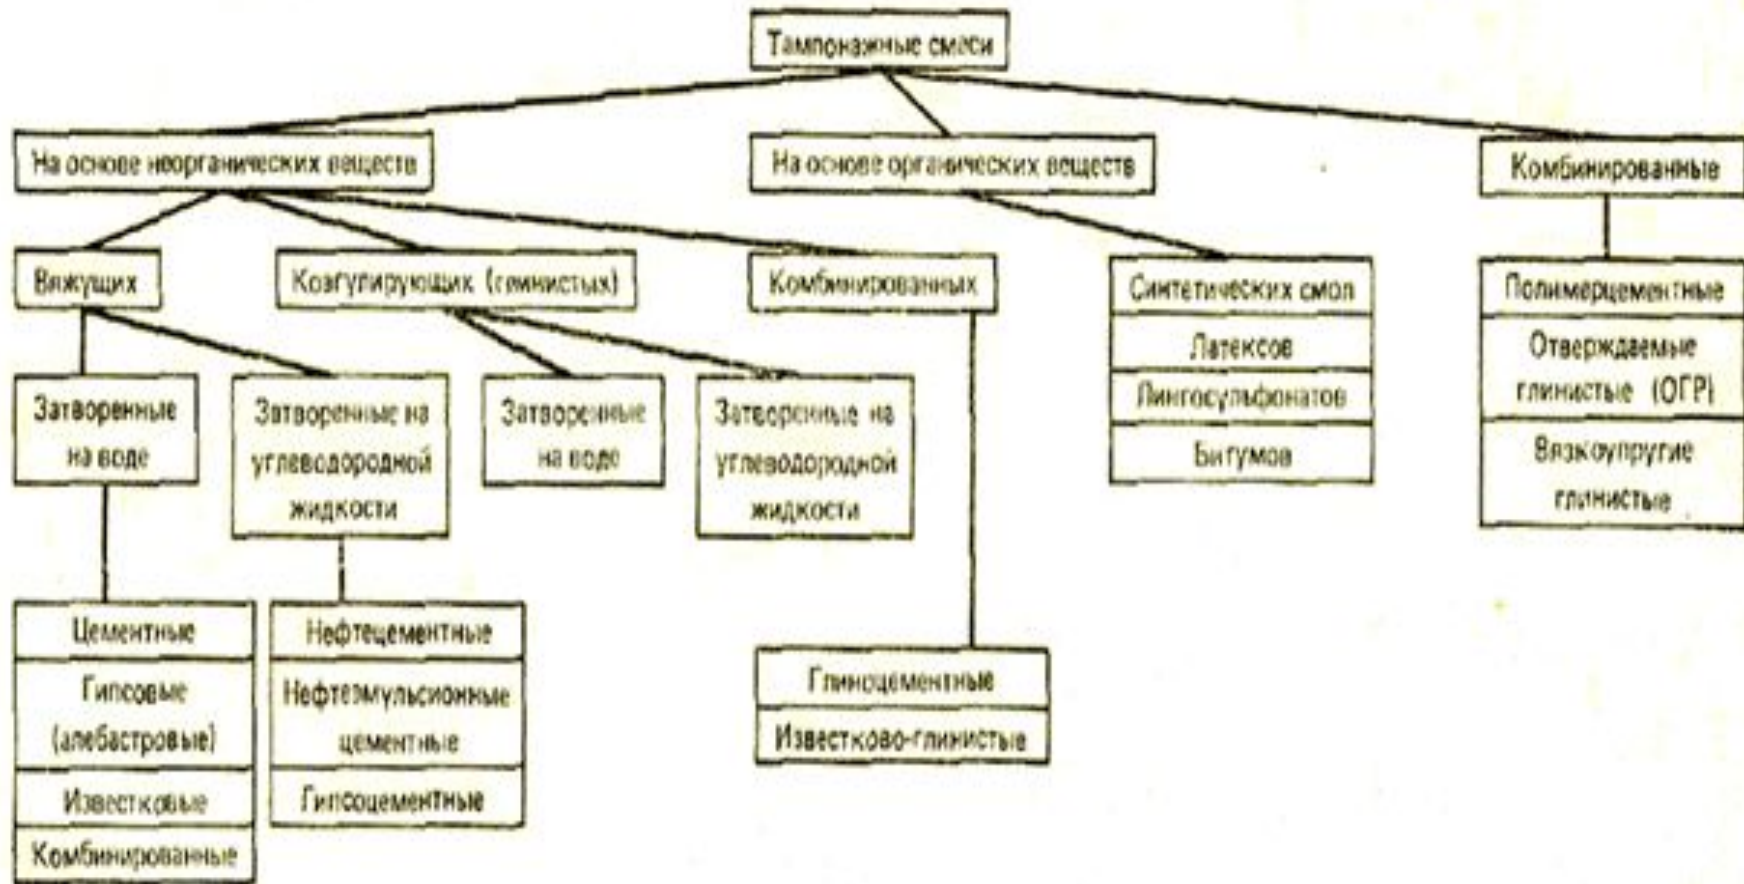 Тампонажные смеси
На основе неорганических веществ
На основе органических веществ
Комбинированные
Вяжущих
Коагулирующих (глинистых)
Комбинированных
Синтетических смол
Латексов
Лингосульфонатов
Битумов
Полимерцементные
Отверждаемые
глинистые (ОГР)
Вязкоупругие
глинистые
Затворенные
на воде
Затворенные на
углеводородной
жидкости
Затворенные
на воде
Затворенные на
углеводородной
жидкости
Цементные
Гипсовые
(алебастровые)
Известковые
Комбинированные
Нефтецементные
Нефтеэмульсионные
цементные
Гипсоцементные
Глиноцементные
Известково-глинистые